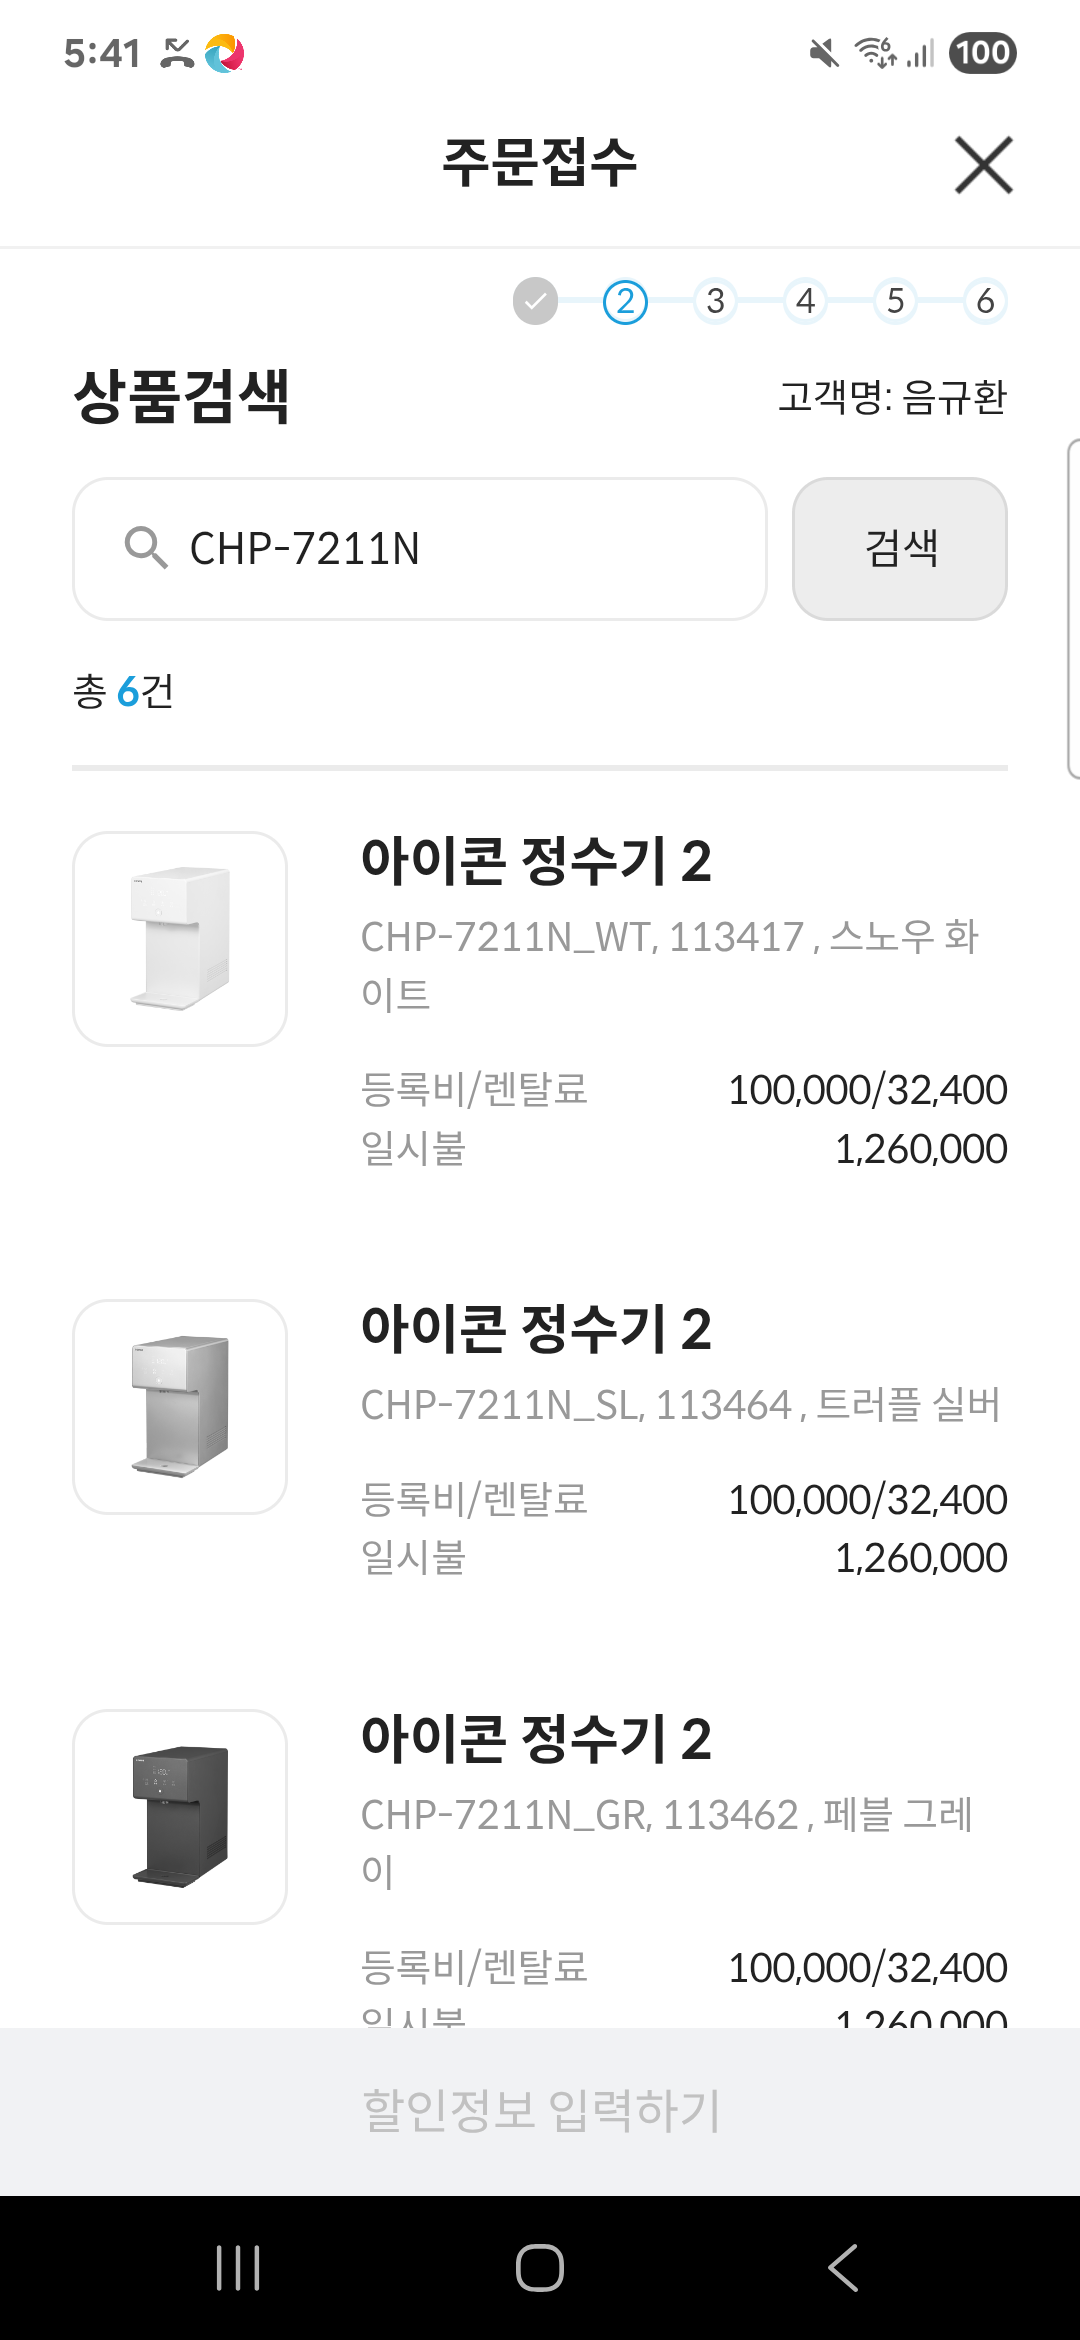 5:41
100
주문접수
2 3 4 5 6
상품검색
고객명: 음규환
CHP-7211N
검색
총 6건
아이콘 정수기 2
CHP-7211N_WT, 113417 , 스노우 화
이트
등록비/렌탈료 100,000/32,400
일시불 1,260,000
아이콘 정수기 2
CHP-7211N_SL, 113464 , 트러플 실버
등록비/렌탈료 100,000/32,400
일시불 1,260,000
아이콘 정수기 2
CHP-7211N_GR, 113462 , 페블 그레
이
등록비/렌탈료 100,000/32,400
일시불 1,260,000
할인정보 입력하기